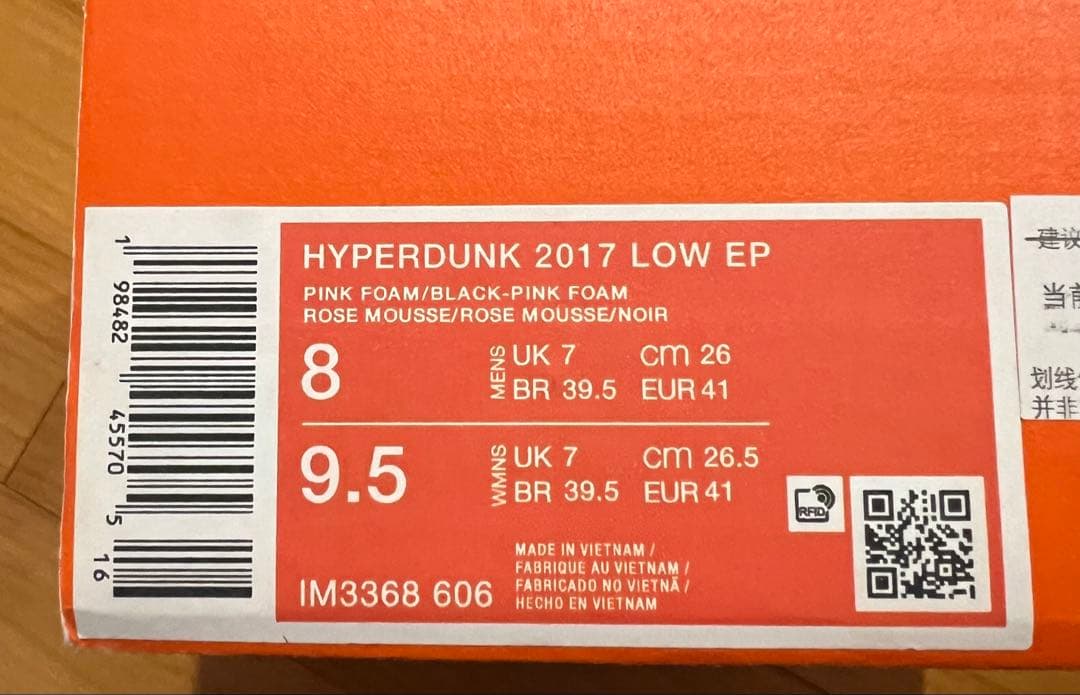 HYPERDUNK 2017 LOW EP
PINK FOAM/BLACK-PINK FOAM
ROSE MOUSSE/ROSE MOUSSE/NOIR
8 MENS UK 7 cm 26
BR 39.5 EUR 41
9.5 WMNS UK 7 cm 26.5
BR 39.5 EUR 41
MADE IN VIETNAM /
FABRIQUE AU VIETNAM /
FABRICADO NO VIETNÃ /
HECHO EN VIETNAM
IM3368 606
RFID
1 98482 45570 5 16
建议
当前
划线
并非